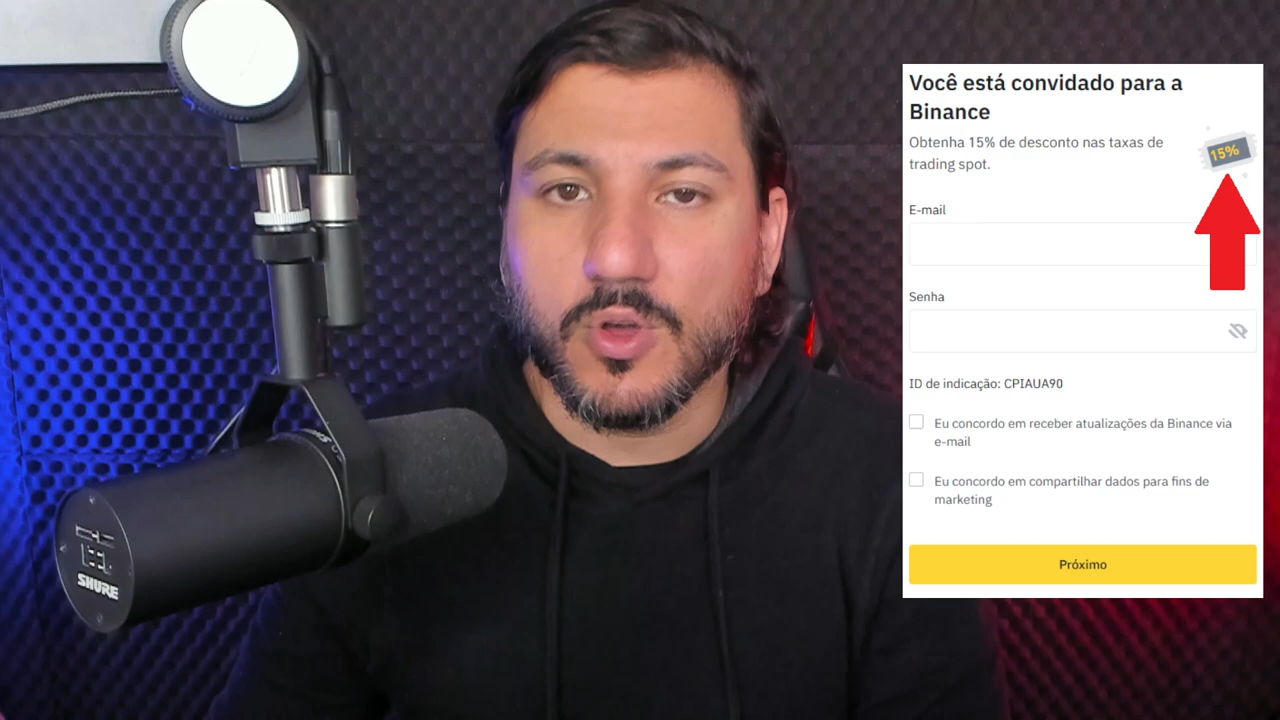 SHURE
Você está convidado para a
Binance
Obtenha 15% de desconto nas taxas de
trading spot.
15%
E-mail
Senha
ID de indicação: CPIAUA90
Eu concordo em receber atualizações da Binance via
e-mail
Eu concordo em compartilhar dados para fins de
marketing
Próximo